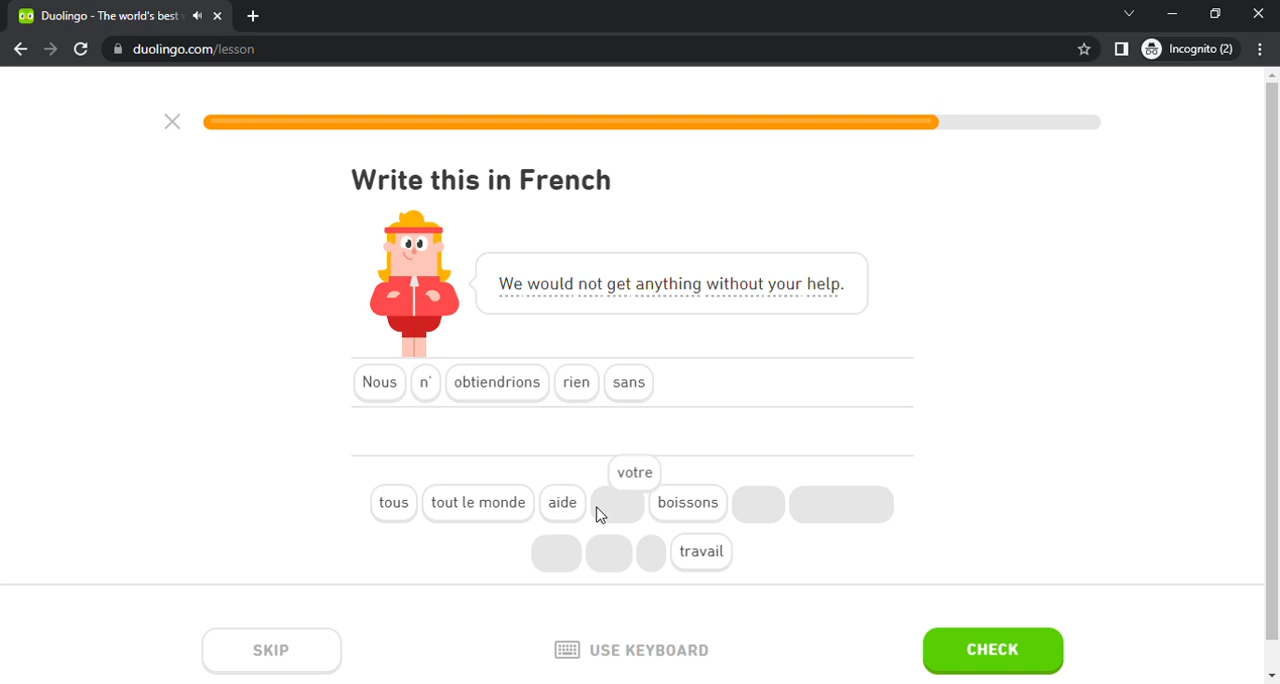 Duolingo - The world's best
duolingo.com/lesson
Incognito (2)
Write this in French
We would not get anything without your help.
Nous n' obtiendrions rien sans
votre
tous tout le monde aide boissons
travail
SKIP USE KEYBOARD CHECK